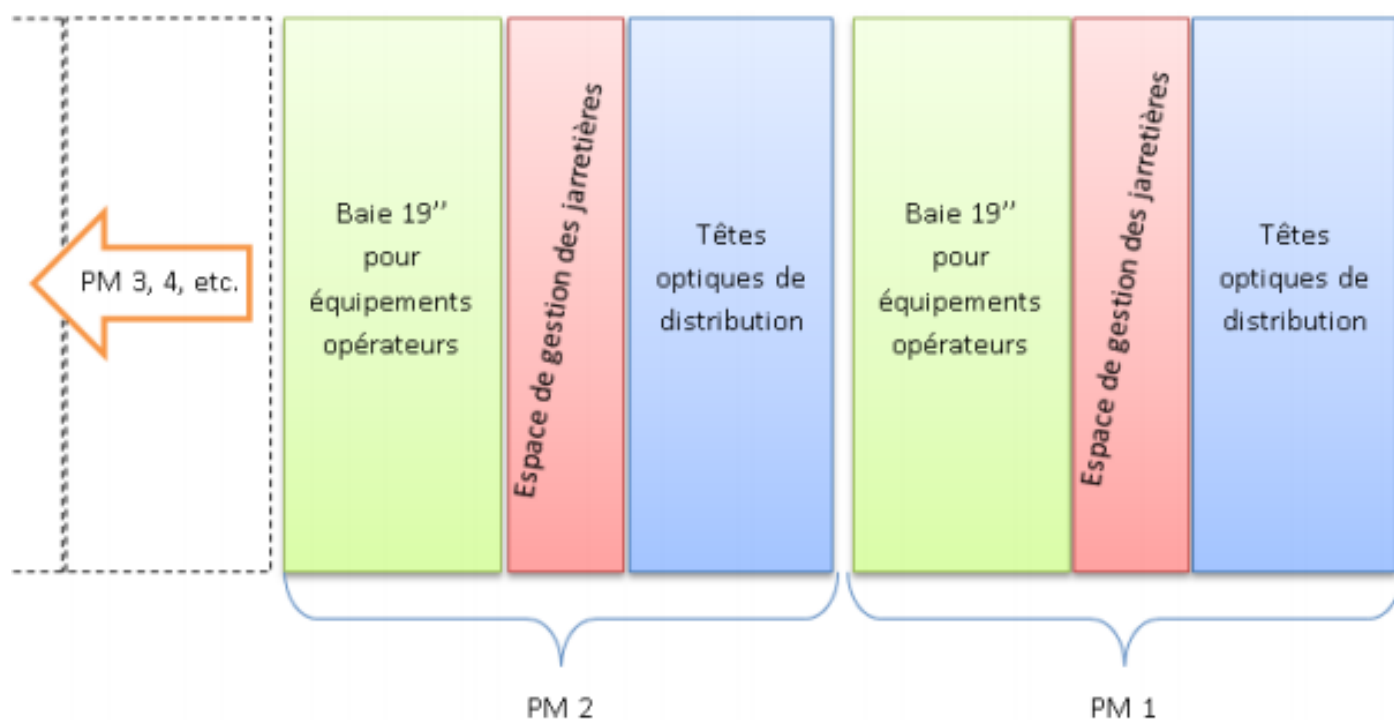 PM 3, 4, etc.
Baie 19’’
pour
équipements
opérateurs
Espace de gestion des jarretières
Têtes
optiques de
distribution
Baie 19’’
pour
équipements
opérateurs
Espace de gestion des jarretières
Têtes
optiques de
distribution
PM 2
PM 1